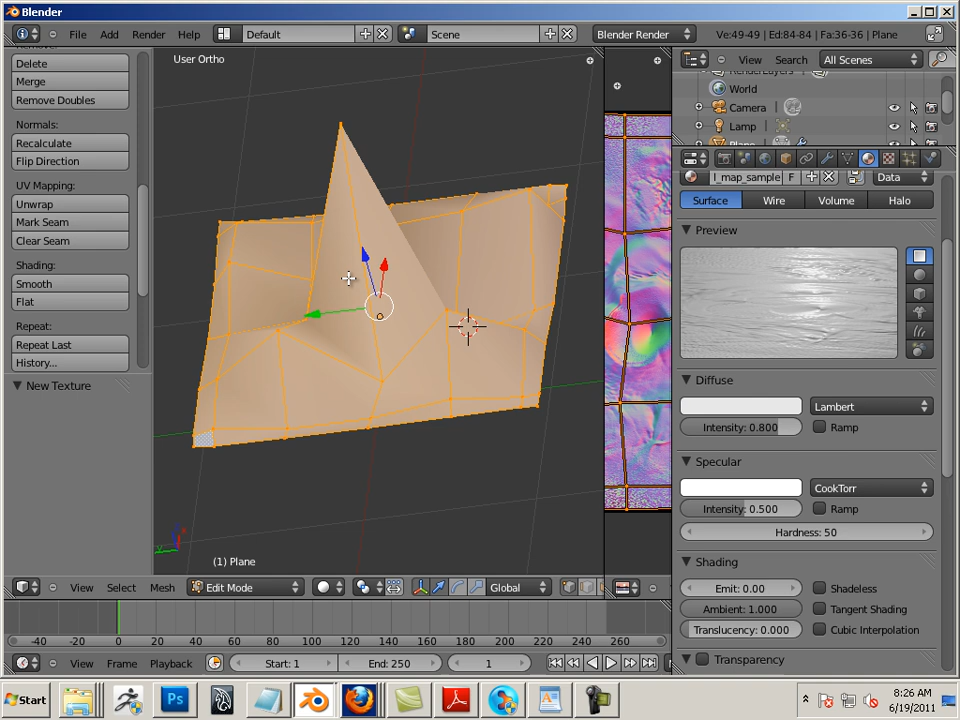 Blender
File Add Render Help Default Scene Blender Render Ve:49-49 | Ed:84-84 | Fa:36-36 | Plane
Delete
Merge
Remove Doubles
Normals:
Recalculate
Flip Direction
UV Mapping:
Unwrap
Mark Seam
Clear Seam
Shading:
Smooth
Flat
Repeat:
Repeat Last
History...
New Texture
User Ortho
(1) Plane
View Select Mesh Edit Mode Global
-40 -20 0 20 40 60 80 100 120 140 160 180 200 220 240 260
View Frame Playback Start: 1 End: 250 1
View Search All Scenes
RenderLayers
World
Camera
Lamp
Plane
l_map_sample F Data
Surface Wire Volume Halo
Preview
Diffuse
Lambert
Intensity: 0.800 Ramp
Specular
CookTorr
Intensity: 0.500 Ramp
Hardness: 50
Shading
Emit: 0.00 Shadeless
Ambient: 1.000 Tangent Shading
Translucency: 0.000 Cubic Interpolation
Transparency
Start Ps 8:26 AM
6/19/2011